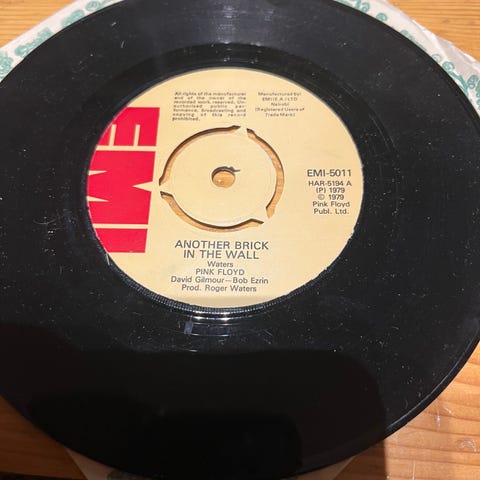 All rights of the manufacturer
and of the owner of the
recorded work reserved. Un-
authorised public per-
formance, broadcasting and
copying of this record
prohibited.
Manufactured by:
EMI(E.A.)LTD
Nairobi
(Registered Users of
Trade Mark)
EMI
EMI-5011
HAR-5194 A
(P) 1979
© 1979
Pink Floyd
Publ. Ltd.
ANOTHER BRICK
IN THE WALL
Waters
PINK FLOYD
David Gilmour—Bob Ezrin
Prod. Roger Waters